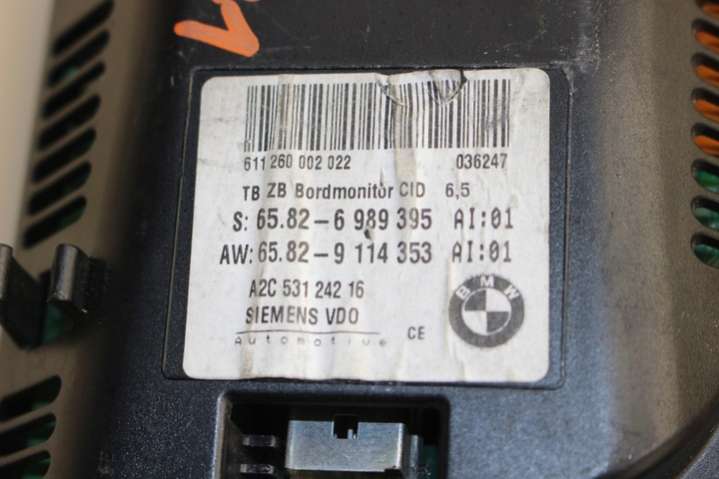 611 260 002 022 036247
TB ZB Bordmonitor CID 6,5
S: 65.82-6 989 395 AI:01
AW: 65.82-9 114 353 AI:01
A2C 531 242 16
SIEMENS VDO
Automotive CE
BMW